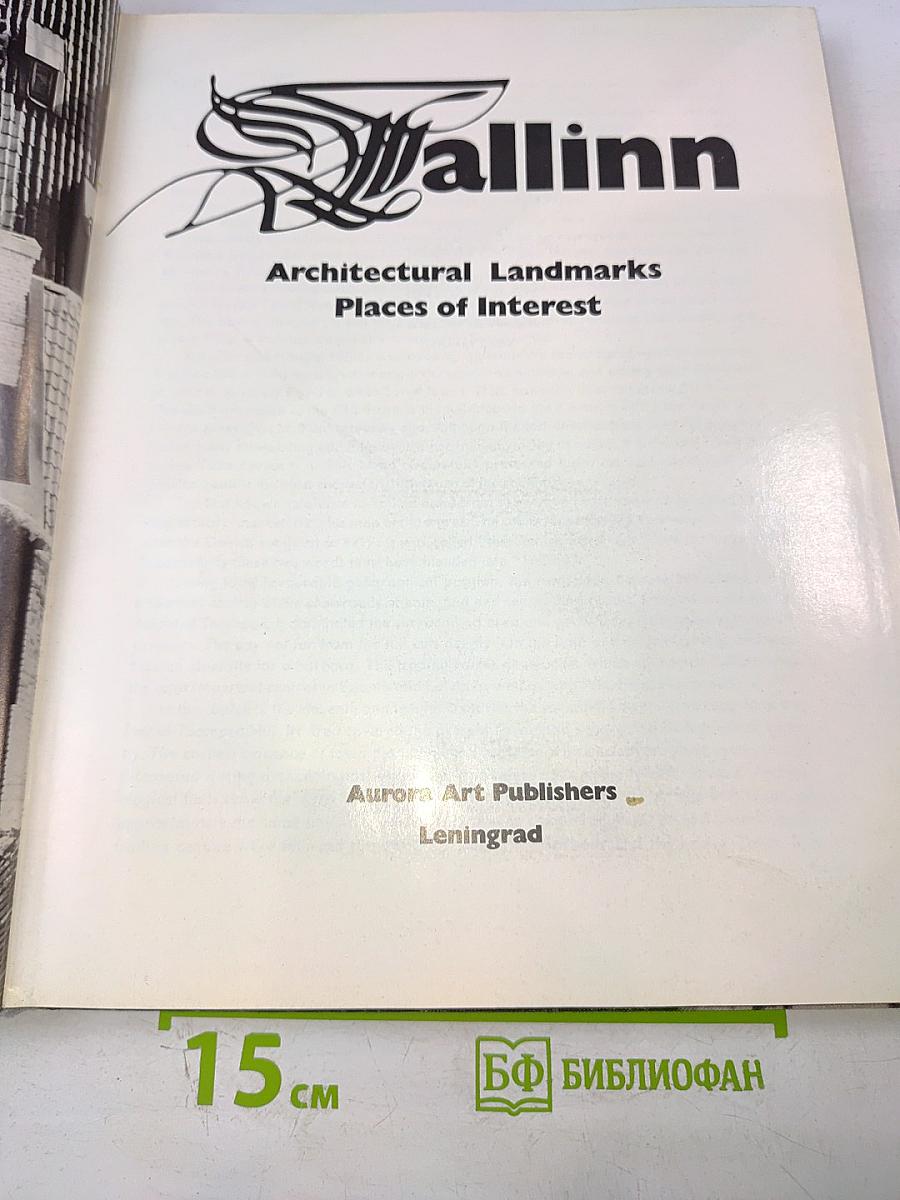 Tallinn
Architectural Landmarks
Places of Interest
Aurora Art Publishers
Leningrad
15 см
БФ БИБЛИОФАН